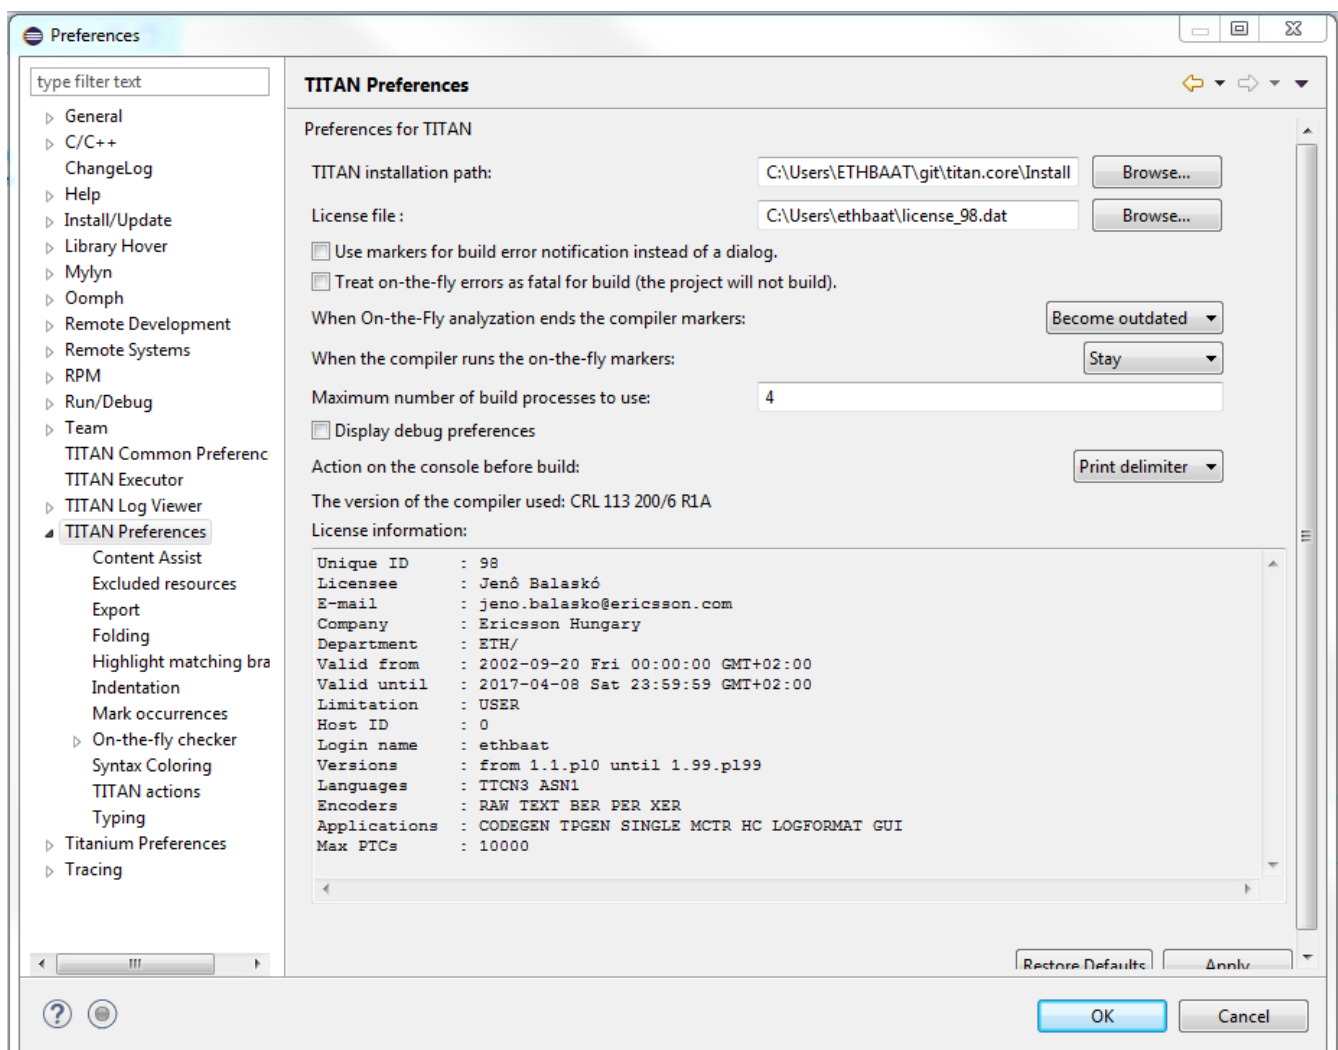 Preferences
type filter text
General
C/C++
ChangeLog
Help
Install/Update
Library Hover
Mylyn
Oomph
Remote Development
Remote Systems
RPM
Run/Debug
Team
TITAN Common Preferenc
TITAN Executor
TITAN Log Viewer
TITAN Preferences
Content Assist
Excluded resources
Export
Folding
Highlight matching bra
Indentation
Mark occurrences
On-the-fly checker
Syntax Coloring
TITAN actions
Typing
Titanium Preferences
Tracing
TITAN Preferences
Preferences for TITAN
TITAN installation path: C:\Users\ETHBAAT\git\titan.core\Install Browse...
License file : C:\Users\ethbaat\license_98.dat Browse...
Use markers for build error notification instead of a dialog.
Treat on-the-fly errors as fatal for build (the project will not build).
When On-the-Fly analyzation ends the compiler markers: Become outdated
When the compiler runs the on-the-fly markers: Stay
Maximum number of build processes to use: 4
Display debug preferences
Action on the console before build: Print delimiter
The version of the compiler used: CRL 113 200/6 R1A
License information:
Unique ID : 98
Licensee : Jenô Balaskó
E-mail : jeno.balasko@ericsson.com
Company : Ericsson Hungary
Department : ETH/
Valid from : 2002-09-20 Fri 00:00:00 GMT+02:00
Valid until : 2017-04-08 Sat 23:59:59 GMT+02:00
Limitation : USER
Host ID : 0
Login name : ethbaat
Versions : from 1.1.pl0 until 1.99.pl99
Languages : TTCN3 ASN1
Encoders : RAW TEXT BER PER XER
Applications : CODEGEN TPGEN SINGLE MCTR HC LOGFORMAT GUI
Max PTCs : 10000
Restore Defaults Apply
OK Cancel